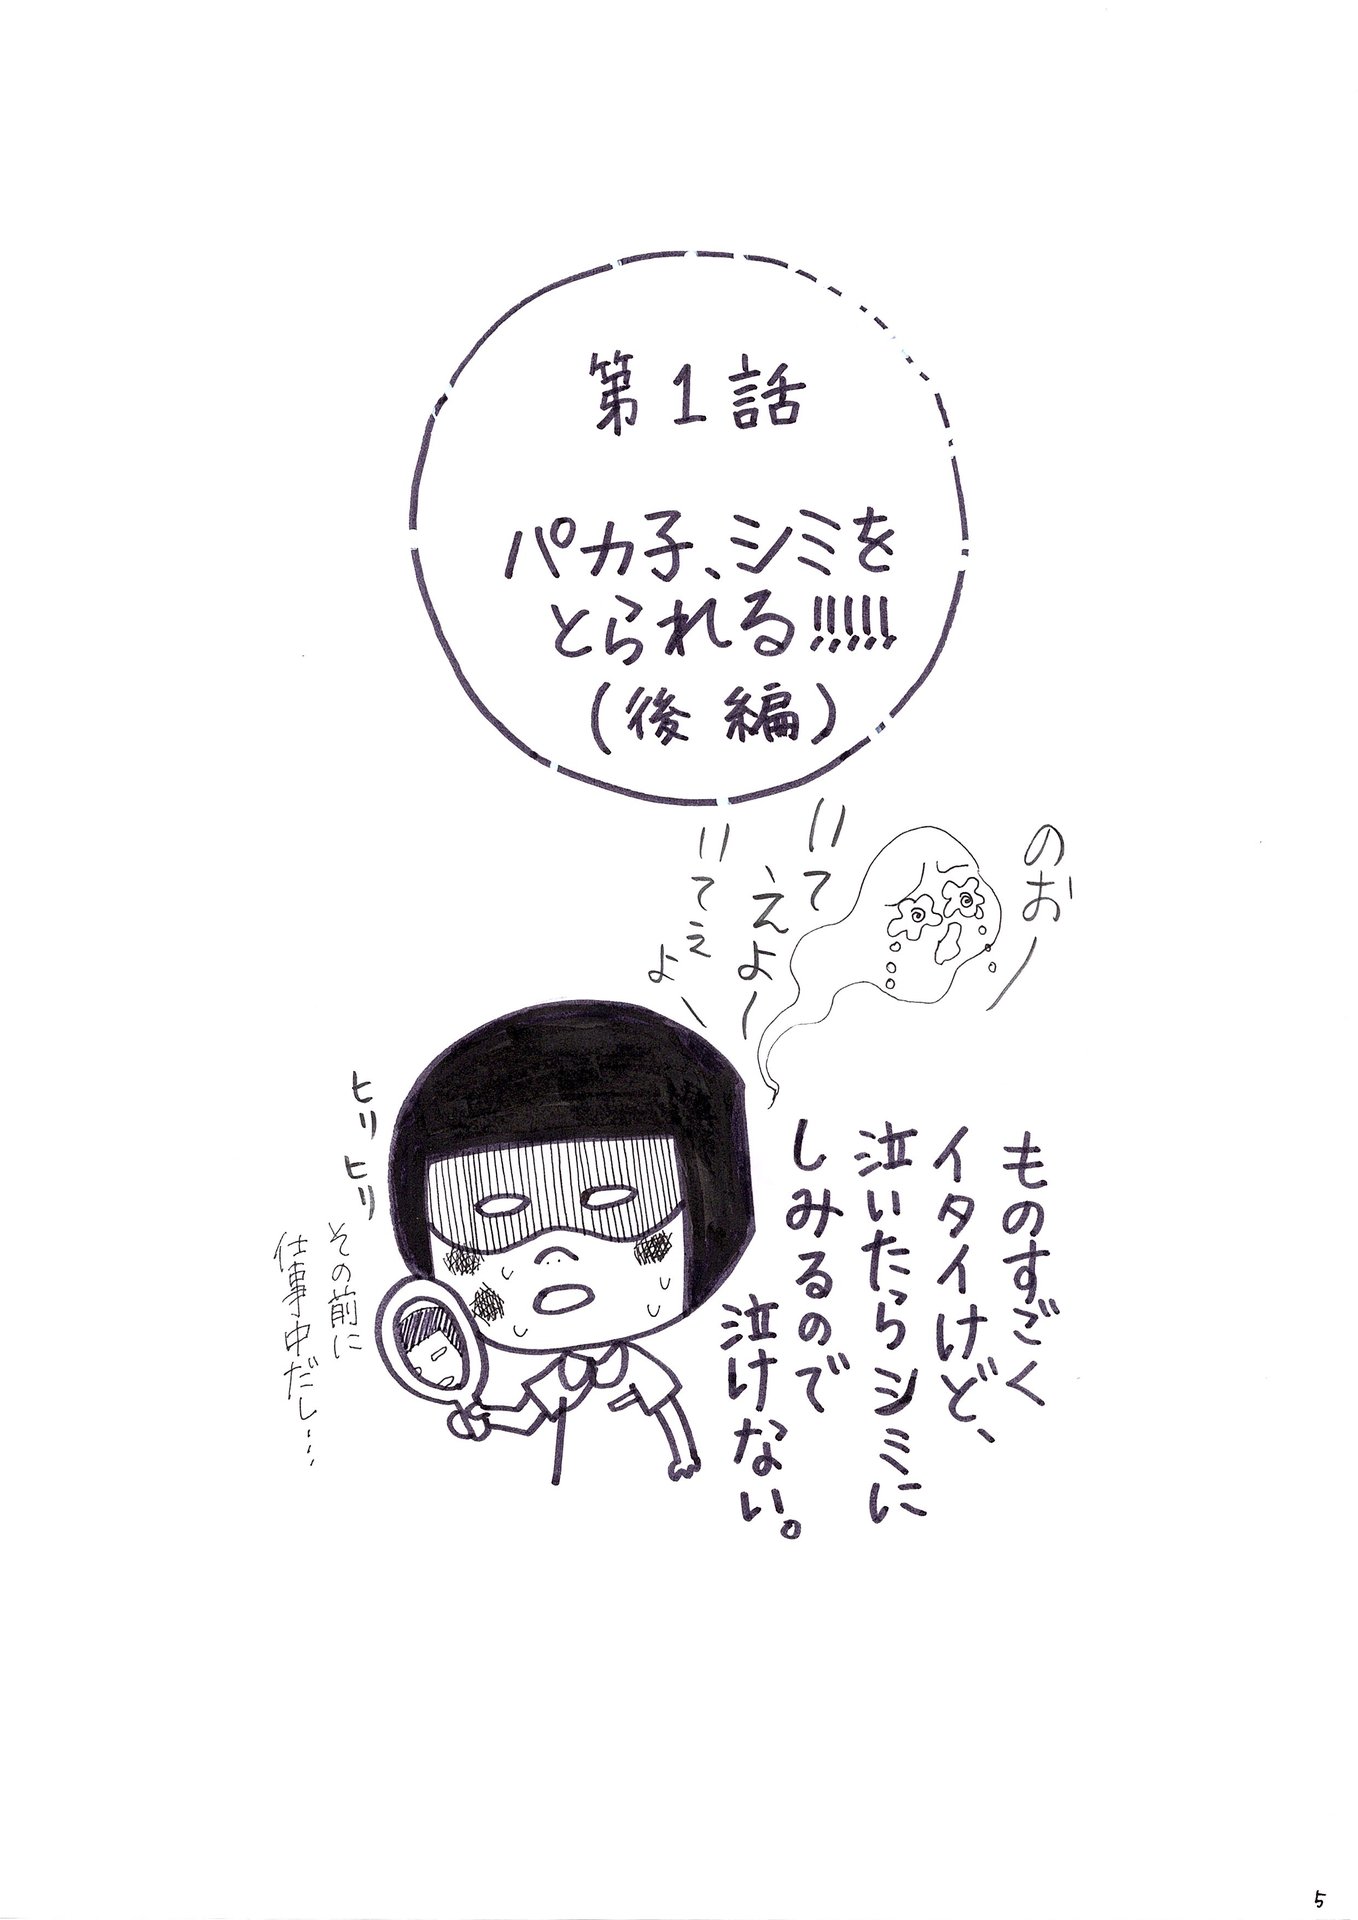 第1話
パカ子、シミを
とられる!!!!!
(後編)
のおー
いて
えよー
いてえ
よー
ものすごく
イタイけど、
泣いたらシミに
しみるので
泣けない。
ヒリヒリ
その前に
仕事中だし…
5